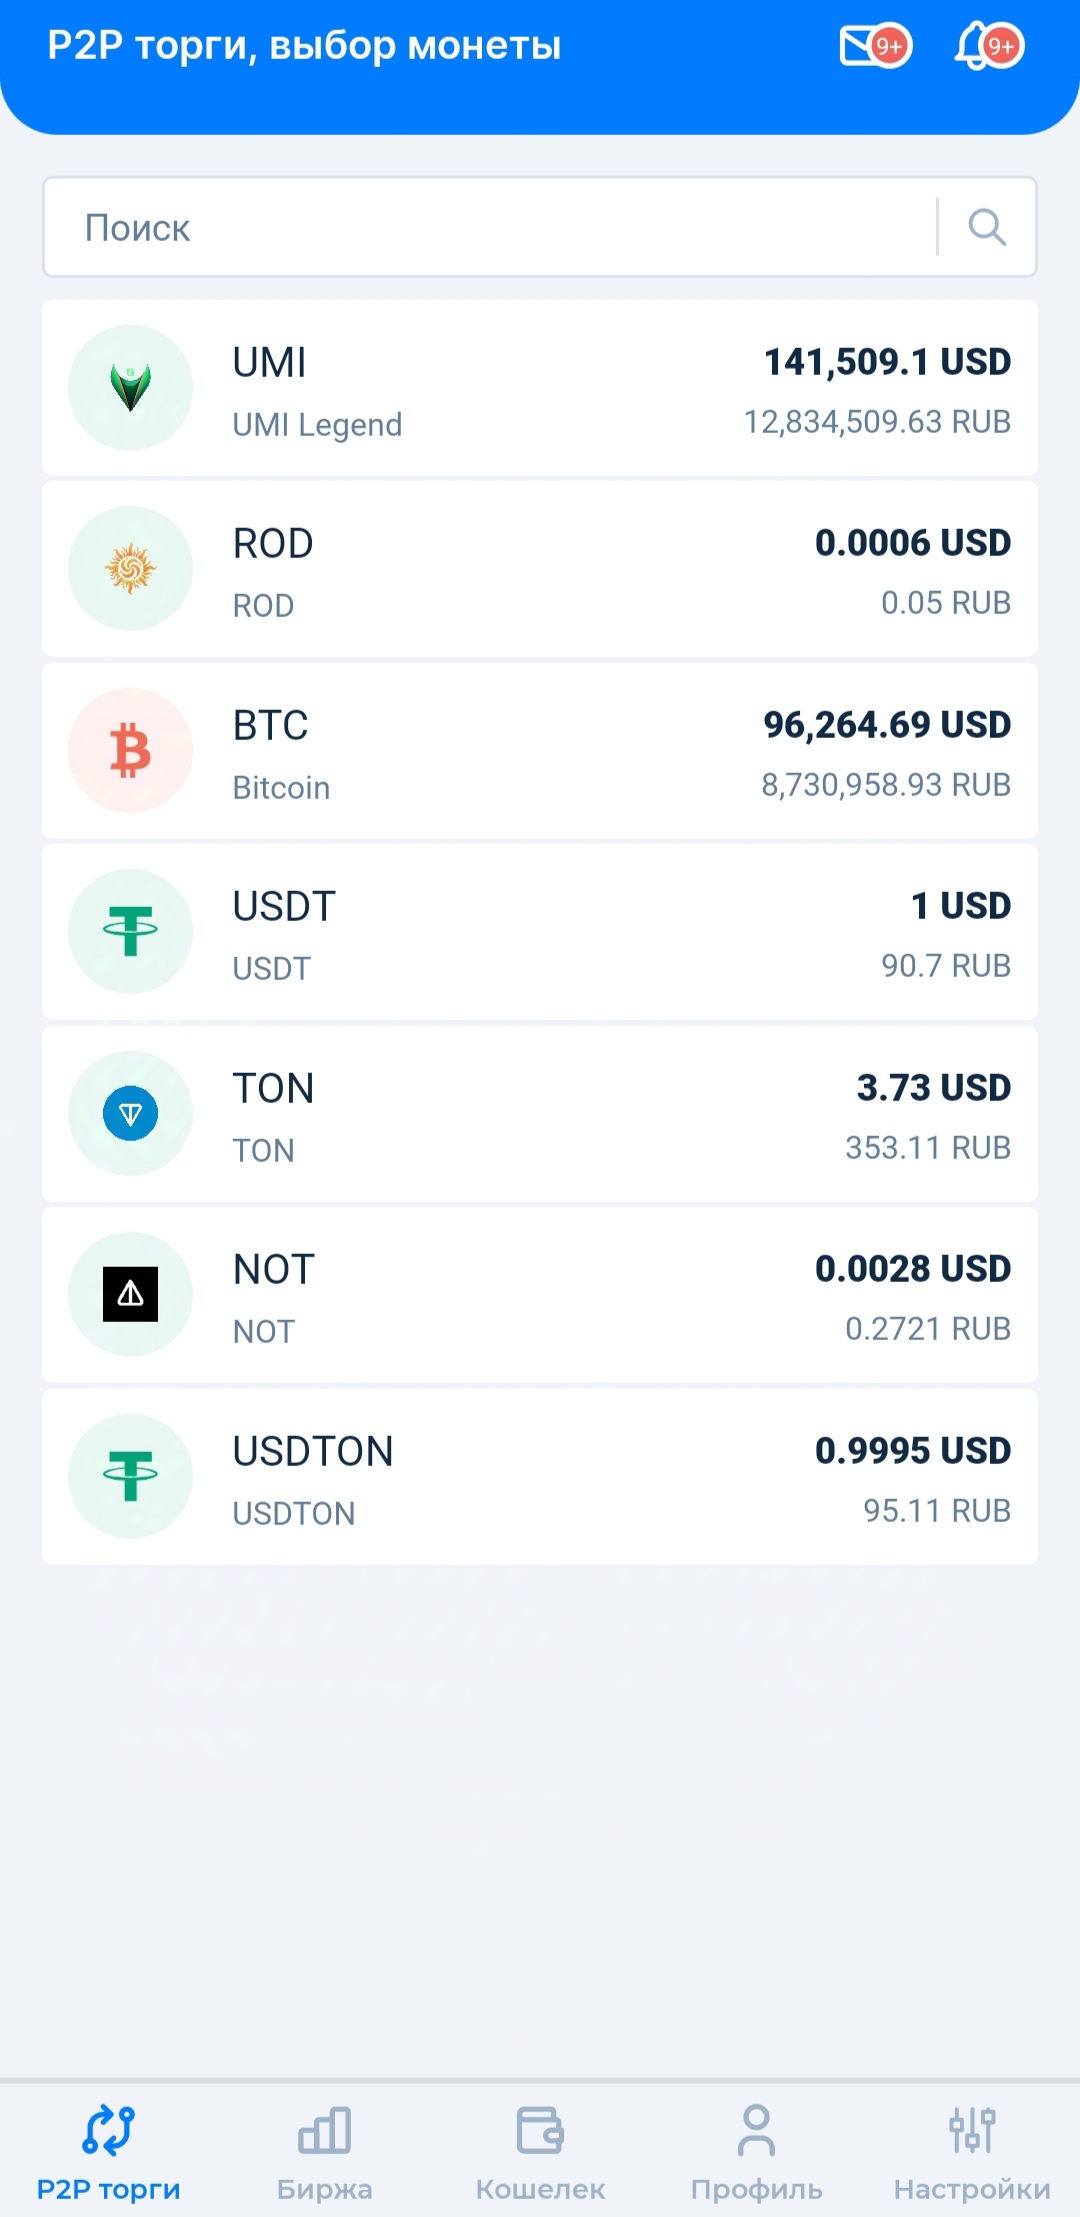 P2P торги, выбор монеты
9+
9+
Поиск
UMI
141,509.1 USD
UMI Legend
12,834,509.63 RUB
ROD
0.0006 USD
ROD
0.05 RUB
BTC
96,264.69 USD
Bitcoin
8,730,958.93 RUB
USDT
1 USD
USDT
90.7 RUB
TON
3.73 USD
TON
353.11 RUB
NOT
0.0028 USD
NOT
0.2721 RUB
USDTON
0.9995 USD
USDTON
95.11 RUB
P2P торги
Биржа
Кошелек
Профиль
Настройки